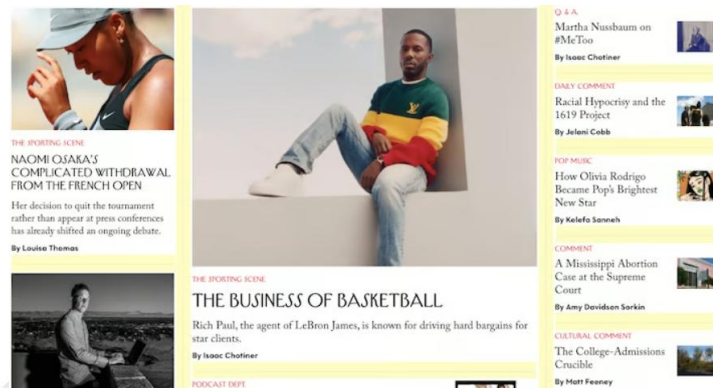 THE SPORTING SCENE
NAOMI OSAKA'S
COMPLICATED WITHDRAWAL
FROM THE FRENCH OPEN
Her decision to quit the tournament
rather than appear at press conferences
has already shifted an ongoing debate.
By Louisa Thomas
THE SPORTING SCENE
THE BUSINESS OF BASKETBALL
Rich Paul, the agent of LeBron James, is known for driving hard bargains for
star clients.
By Isaac Chotiner
PODCAST DEPT.
Q. & A.
Martha Nussbaum on
#MeToo
By Isaac Chotiner
DAILY COMMENT
Racial Hypocrisy and the
1619 Project
By Jelani Cobb
POP MUSIC
How Olivia Rodrigo
Became Pop's Brightest
New Star
By Kelefa Sanneh
COMMENT
A Mississippi Abortion
Case at the Supreme
Court
By Amy Davidson Sorkin
CULTURAL COMMENT
The College-Admissions
Crucible
By Matt Feeney